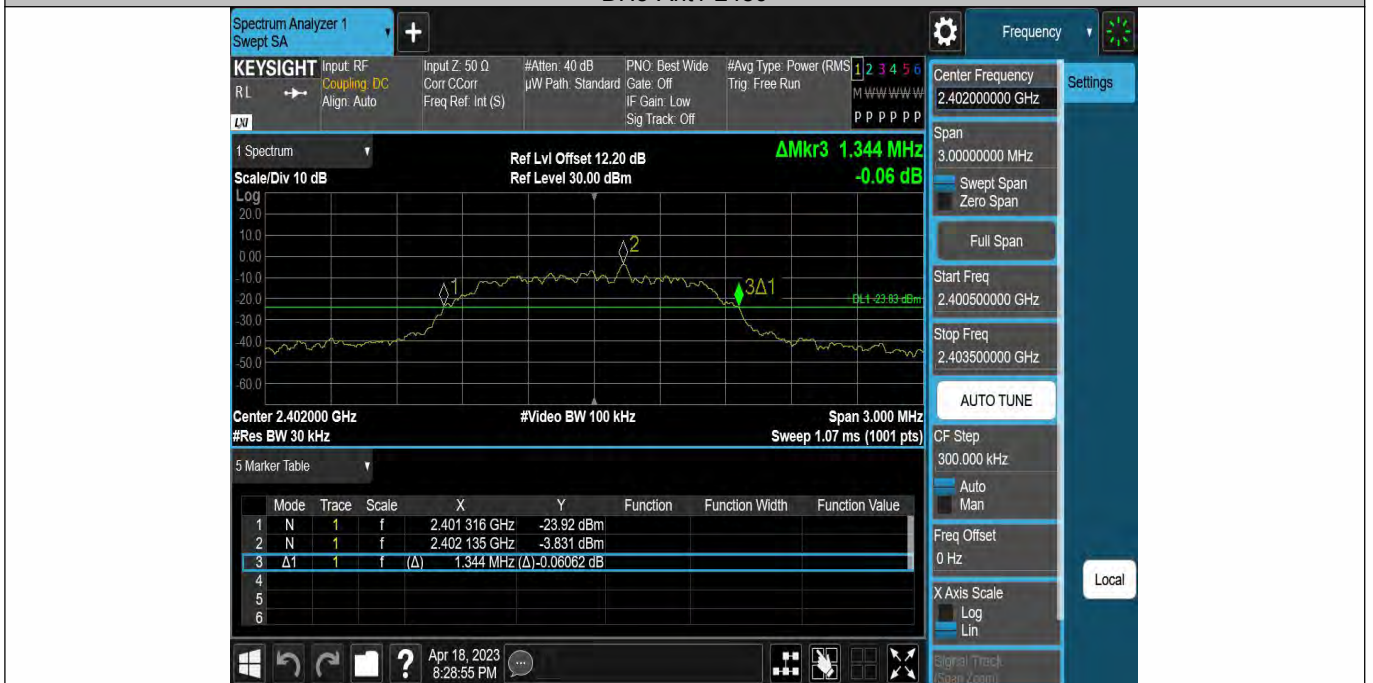 Spectrum Analyzer 1
Swept SA
+
Frequency
KEYSIGHT
RL
LXI
Input: RF
Coupling: DC
Align: Auto
Input Z: 50 Ω
Corr CCorr
Freq Ref: Int (S)
#Atten: 40 dB
µW Path: Standard
PNO: Best Wide
Gate: Off
IF Gain: Low
Sig Track: Off
#Avg Type: Power (RMS
Trig: Free Run
1 2 3 4 5 6
M W W W W W
P P P P P P
1 Spectrum
Scale/Div 10 dB
Ref Lvl Offset 12.20 dB
Ref Level 30.00 dBm
ΔMkr3 1.344 MHz
-0.06 dB
Log
20.0
10.0
0.00
-10.0
-20.0
-30.0
-40.0
-50.0
-60.0
1
2
3Δ1
DL1 -23.83 dBm
Center 2.402000 GHz
#Video BW 100 kHz
Span 3.000 MHz
#Res BW 30 kHz
Sweep 1.07 ms (1001 pts)
5 Marker Table
Mode Trace Scale X Y Function Function Width Function Value
1 N 1 f 2.401 316 GHz -23.92 dBm
2 N 1 f 2.402 135 GHz -3.831 dBm
3 Δ1 1 f (Δ) 1.344 MHz (Δ) -0.06062 dB
4
5
6
Center Frequency
2.402000000 GHz
Settings
Span
3.00000000 MHz
Swept Span
Zero Span
Full Span
Start Freq
2.400500000 GHz
Stop Freq
2.403500000 GHz
AUTO TUNE
CF Step
300.000 kHz
Auto
Man
Freq Offset
0 Hz
X Axis Scale
Log
Lin
Signal Track
(Span Zoom)
Local
?
Apr 18, 2023
8:28:55 PM